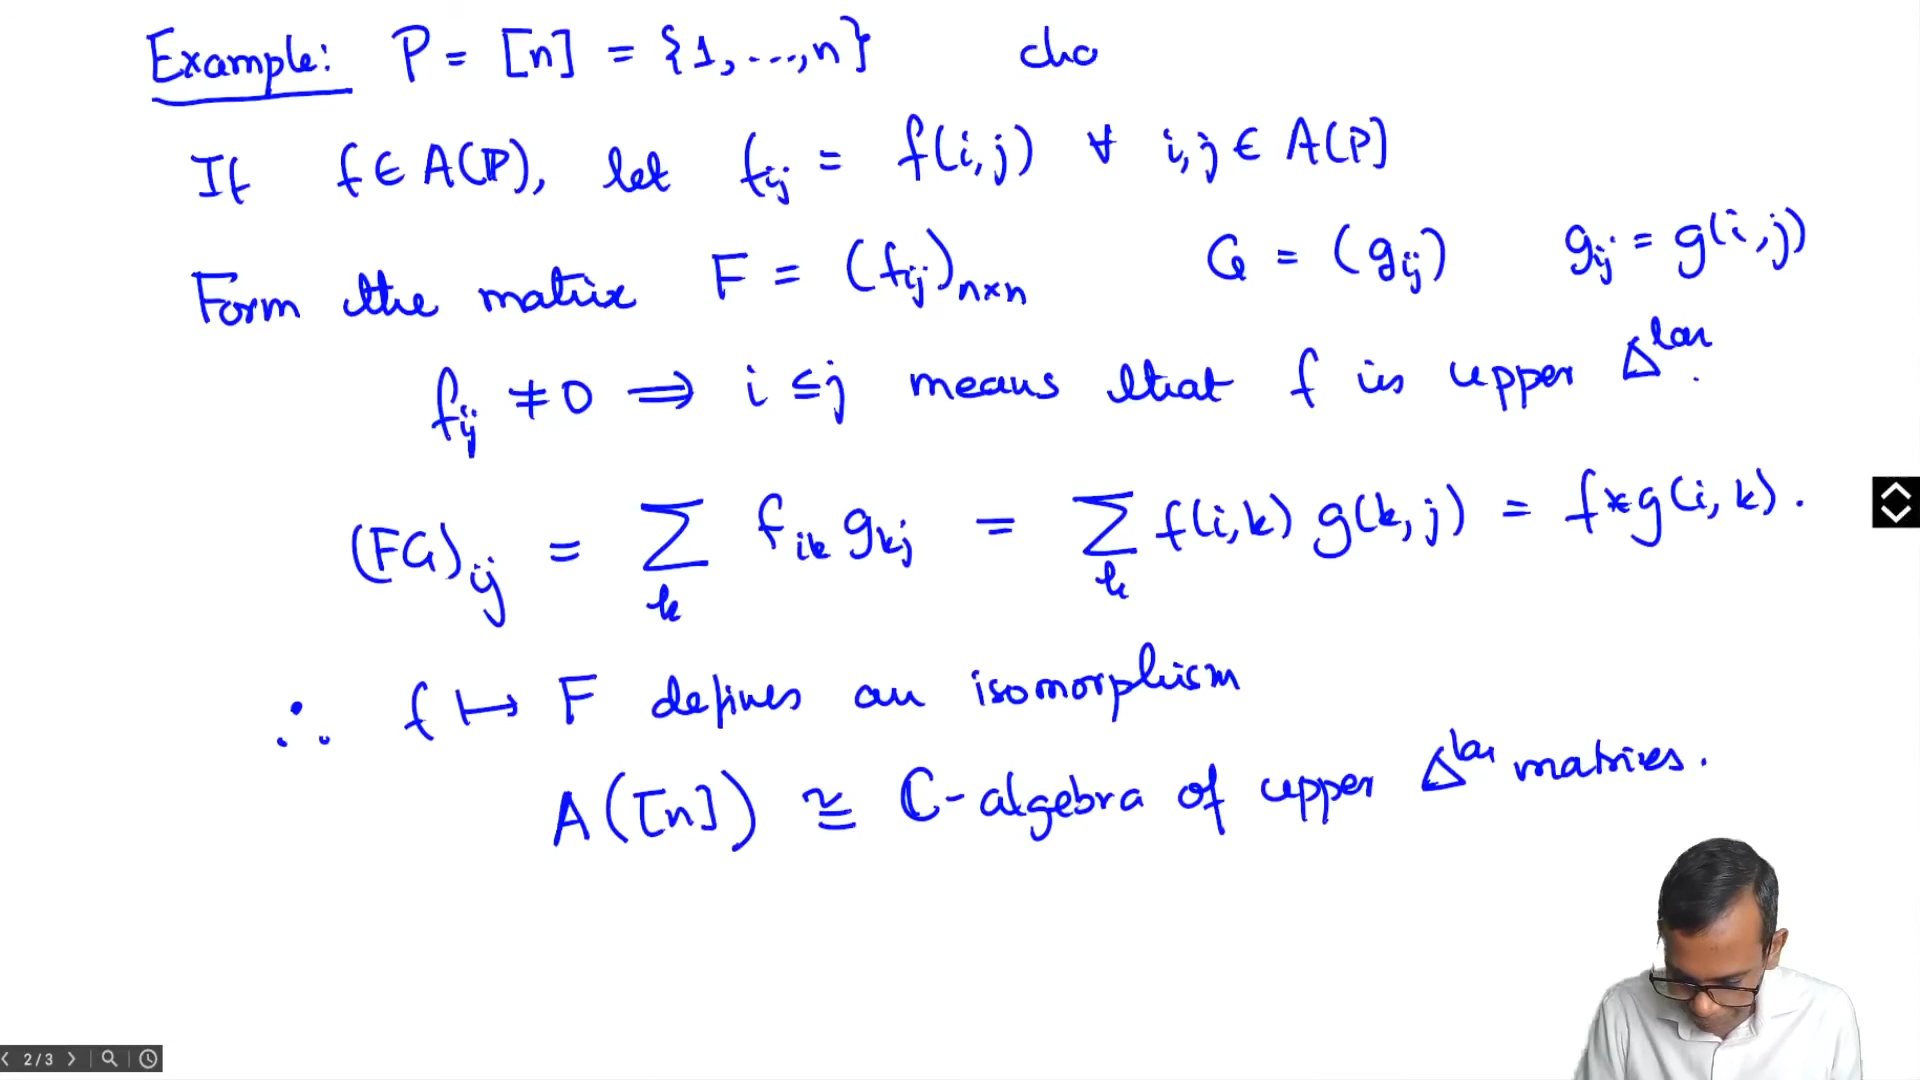 Example: P = [n] = {1, ..., n} cho
If f ∈ A(P), let f_ij = f(i,j) ∀ i,j ∈ A(P)
Form the matrix F = (f_ij)_n×n G = (g_ij) g_ij = g(i,j)
f_ij ≠ 0 ⟹ i ≤ j means that f is upper Δ^lar.
(FG)_ij = Σ_k f_ik g_kj = Σ_k f(i,k) g(k,j) = f*g(i,k).
∴ f ↦ F defines an isomorphism
A([n]) ≅ ℂ-algebra of upper Δ^lar matrices.
2/3